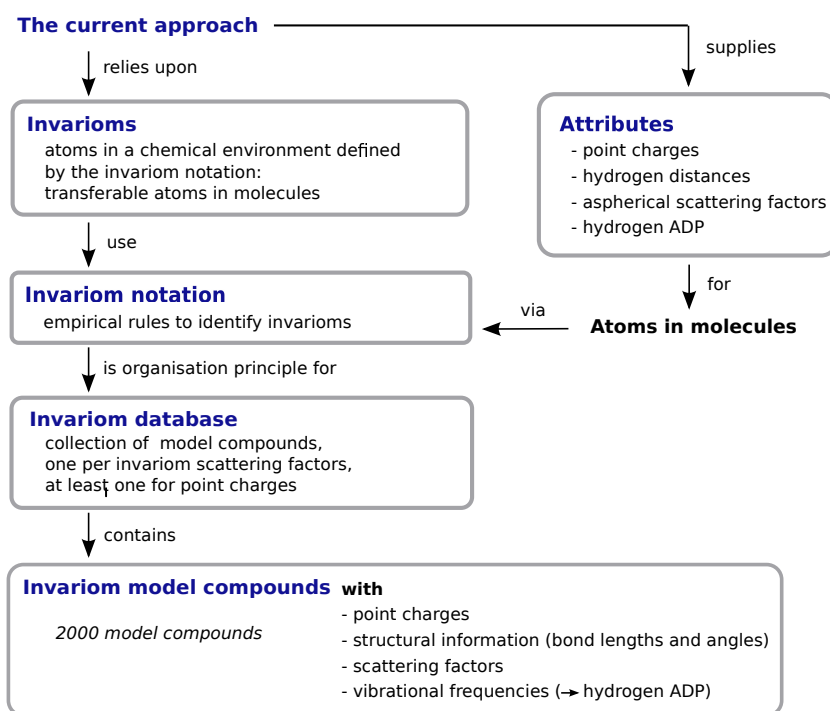 The current approach
supplies
relies upon
Invarioms
atoms in a chemical environment defined
by the invariom notation:
transferable atoms in molecules
Attributes
- point charges
- hydrogen distances
- aspherical scattering factors
- hydrogen ADP
use
for
Invariom notation
empirical rules to identify invarioms
via
Atoms in molecules
is organisation principle for
Invariom database
collection of  model compounds,
one per invariom scattering factors,
at least one for point charges
contains
Invariom model compounds with
2000 model compounds
- point charges
- structural information (bond lengths and angles)
- scattering factors
- vibrational frequencies (→ hydrogen ADP)